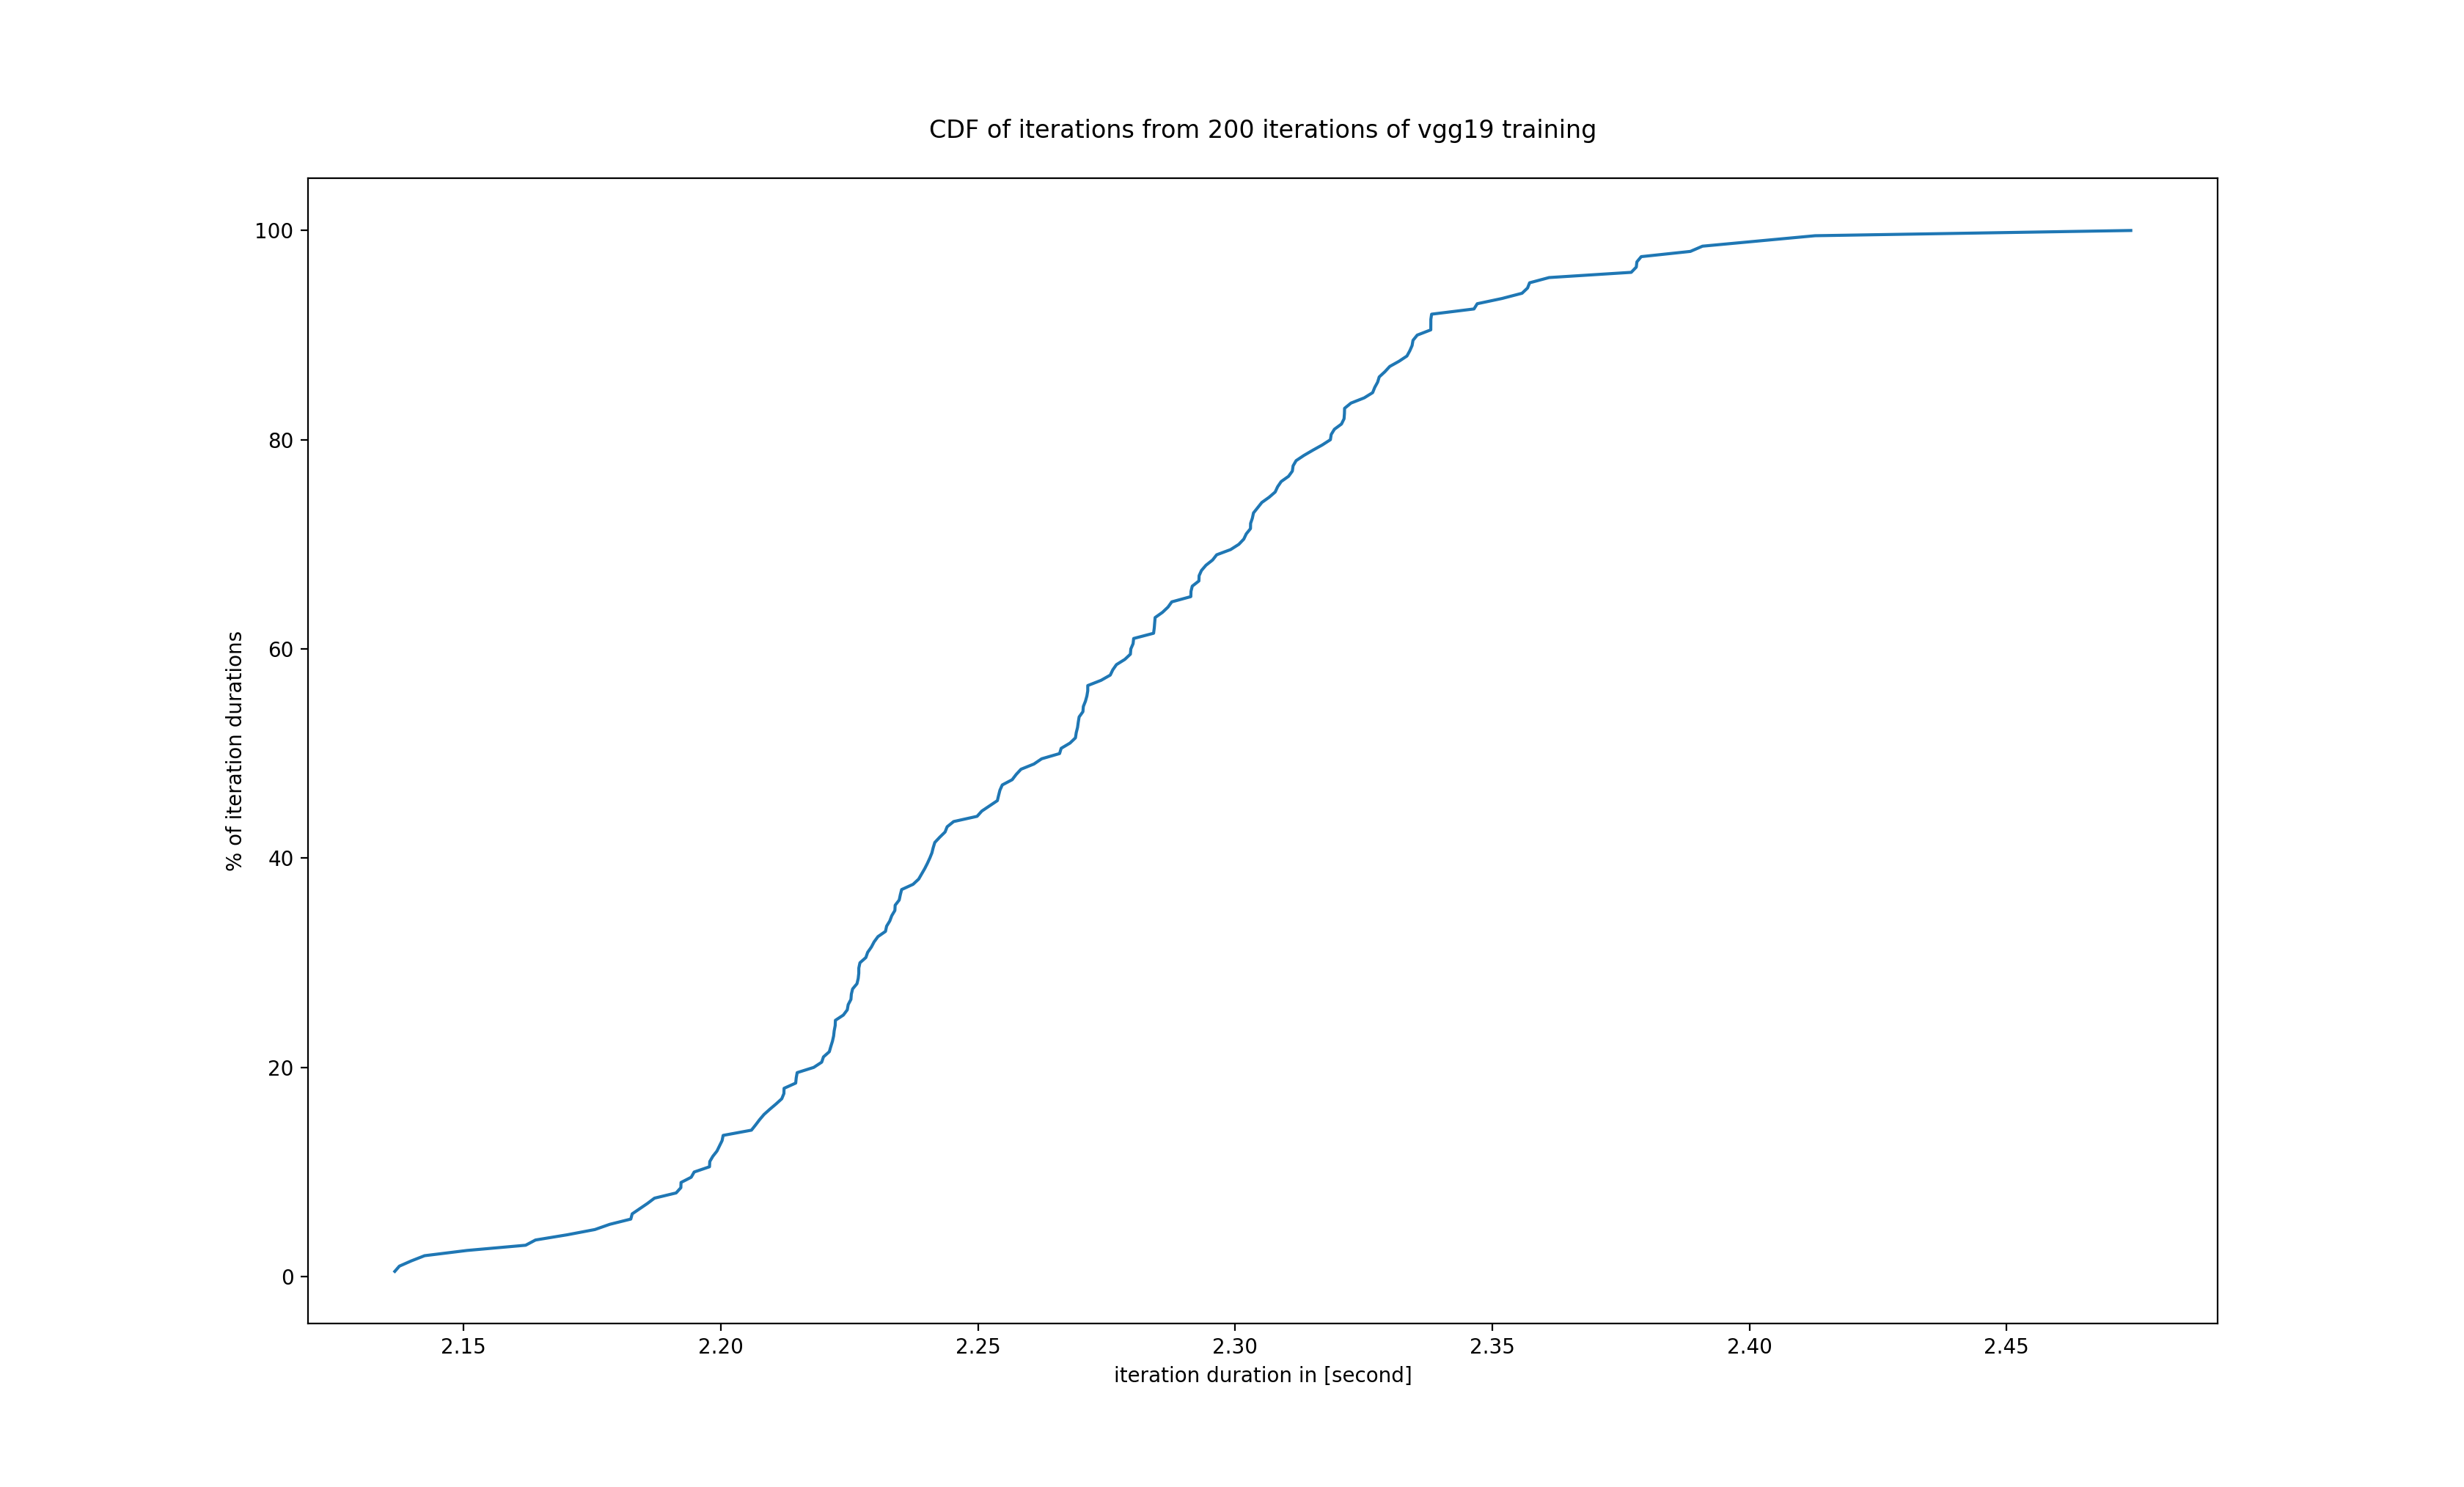 CDF of iterations from 200 iterations of vgg19 training
100
80
60
40
20
0
% of iteration durations
2.15 2.20 2.25 2.30 2.35 2.40 2.45
iteration duration in [second]